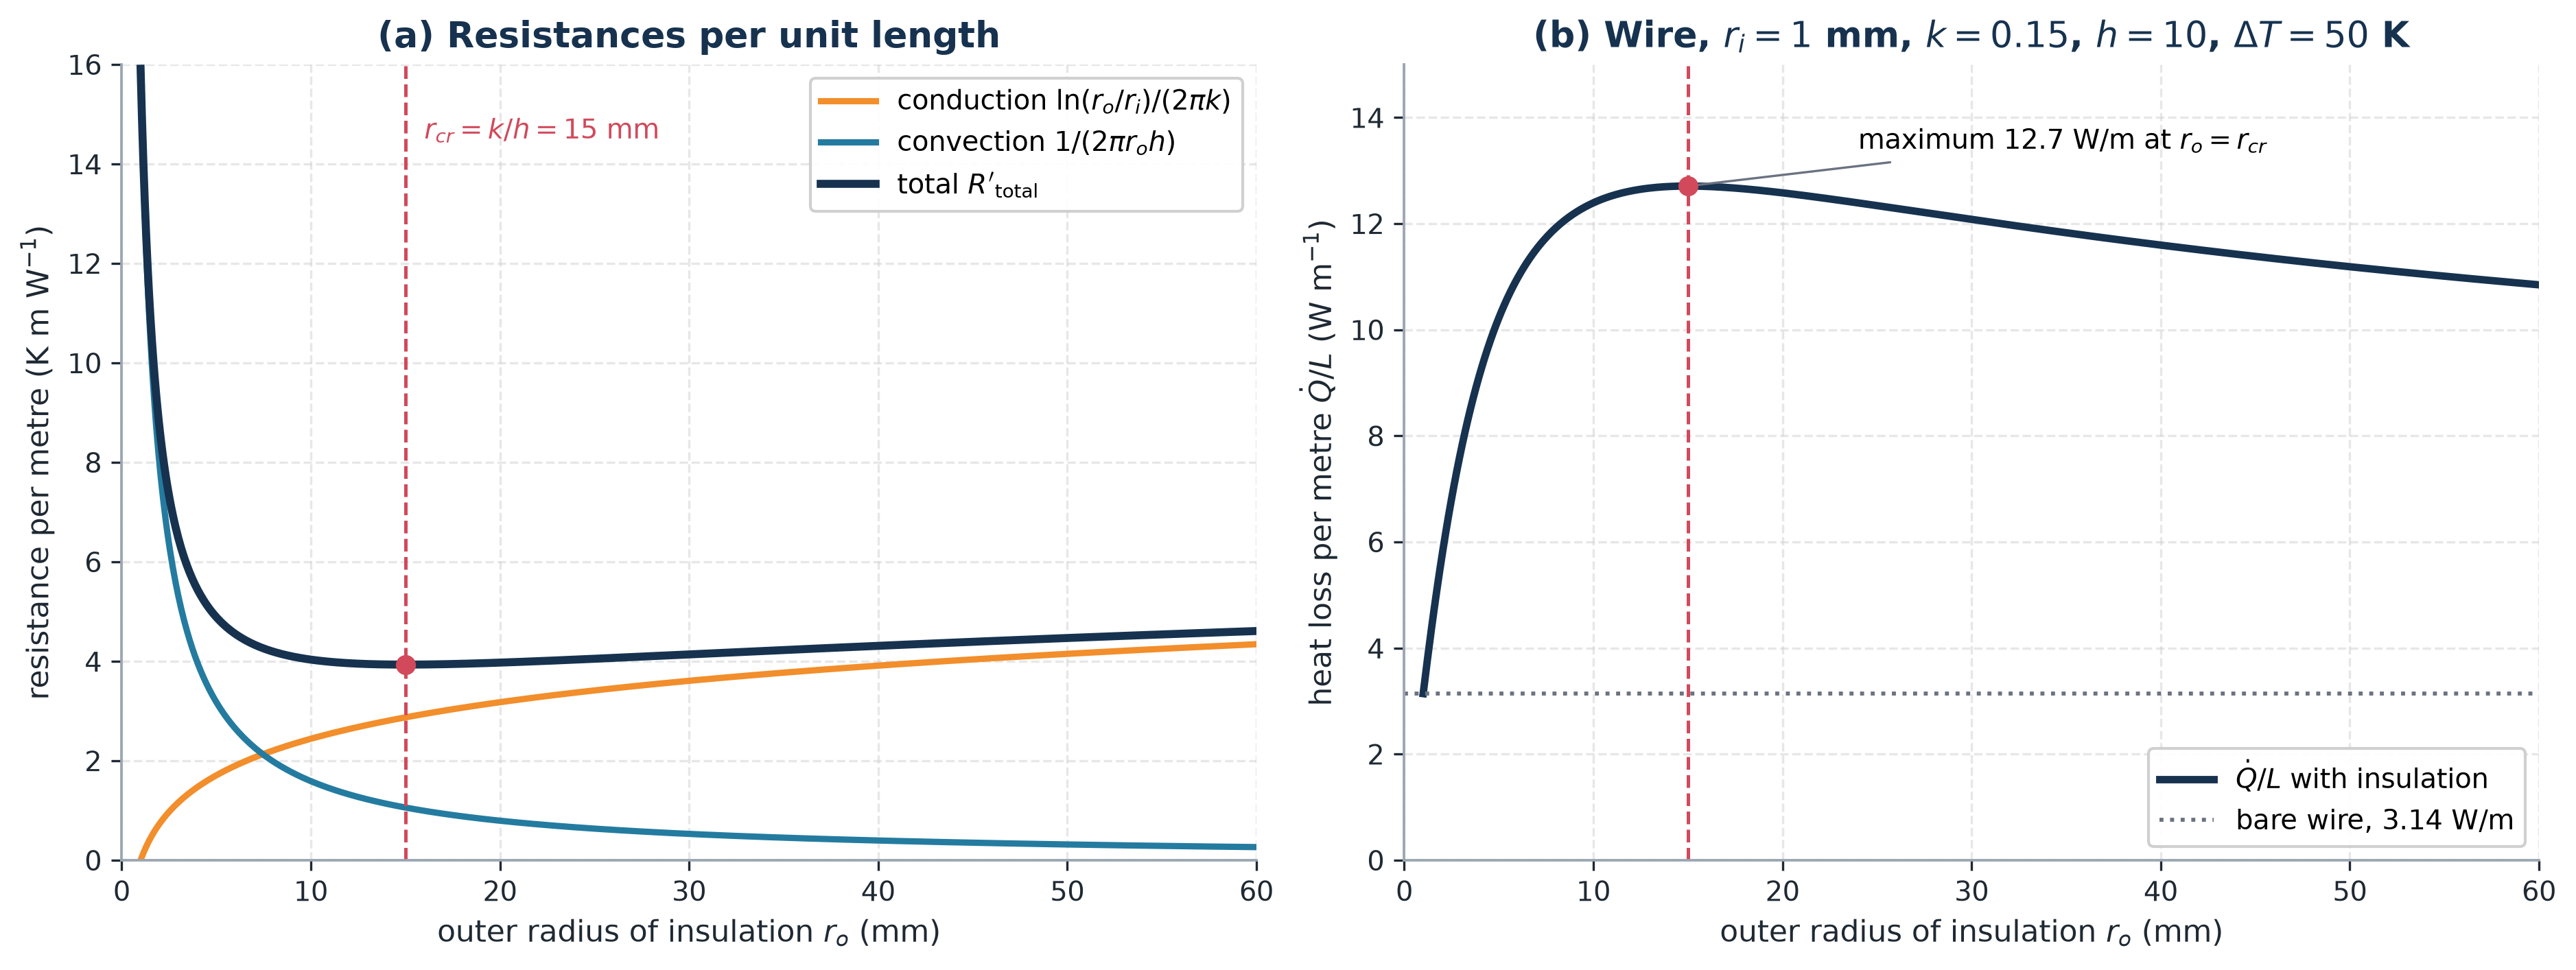 (a) Resistances per unit length
resistance per metre (K m W⁻¹)
16
14
12
10
8
6
4
2
0
r_cr = k/h = 15 mm
conduction ln(r_o/r_i)/(2πk)
convection 1/(2πr_oh)
total R′_total
0 10 20 30 40 50 60
outer radius of insulation r_o (mm)
(b) Wire, r_i = 1 mm, k = 0.15, h = 10, ΔT = 50 K
heat loss per metre Q̇/L (W m⁻¹)
14
12
10
8
6
4
2
0
maximum 12.7 W/m at r_o = r_cr
Q̇/L with insulation
bare wire, 3.14 W/m
0 10 20 30 40 50 60
outer radius of insulation r_o (mm)